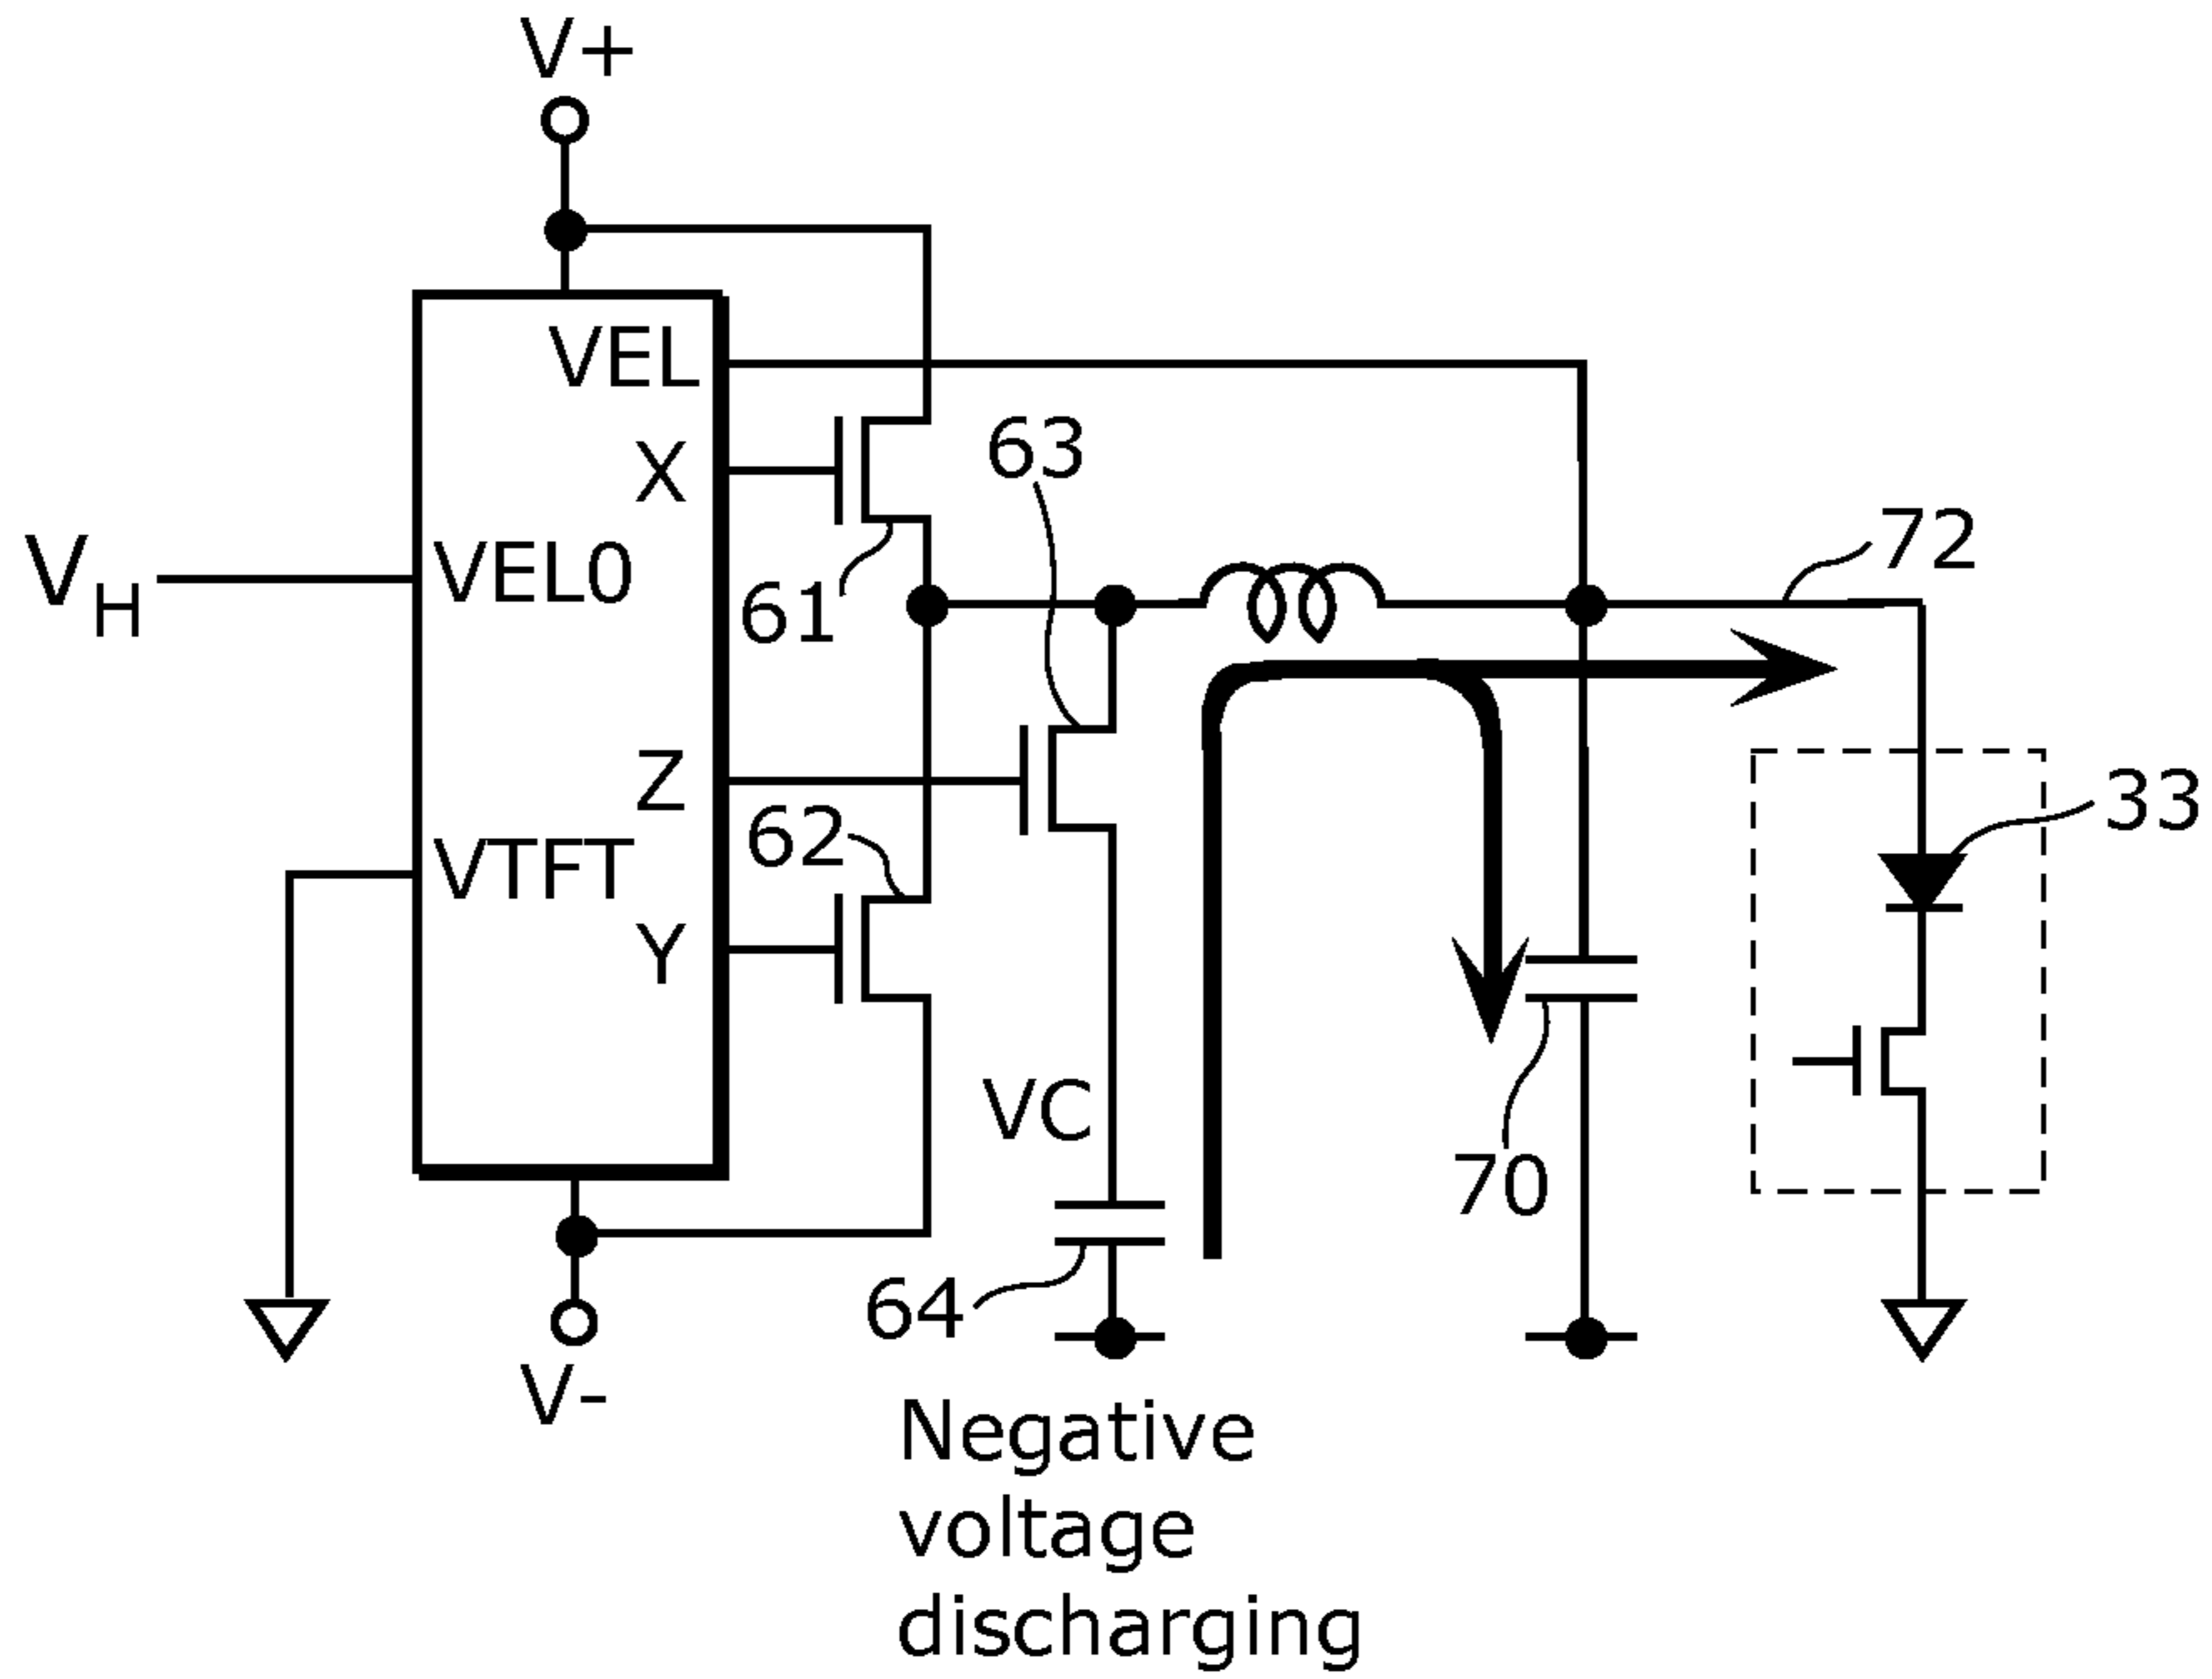 V+
VEL
X
63
72
VH
VEL0
61
Z
33
62
VTFT
Y
VC
70
64
V-
Negative
voltage
discharging